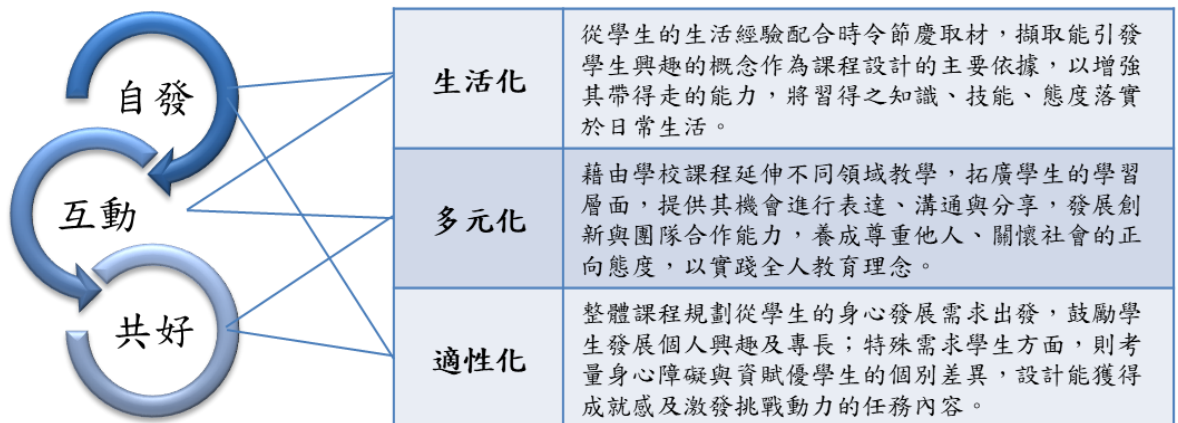 自發
互動
共好
生活化
從學生的生活經驗配合時令節慶取材，擷取能引發
學生興趣的概念作為課程設計的主要依據，以增強
其帶得走的能力，將習得之知識、技能、態度落實
於日常生活。
多元化
藉由學校課程延伸不同領域教學，拓廣學生的學習
層面，提供其機會進行表達、溝通與分享，發展創
新與團隊合作能力，養成尊重他人、關懷社會的正
向態度，以實踐全人教育理念。
適性化
整體課程規劃從學生的身心發展需求出發，鼓勵學
生發展個人興趣及專長；特殊需求學生方面，則考
量身心障礙與資賦優學生的個別差異，設計能獲得
成就感及激發挑戰動力的任務內容。